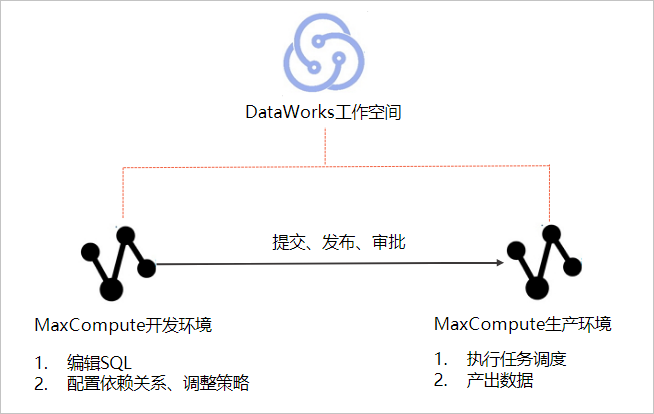 DataWorks工作空间
提交、发布、审批
MaxCompute开发环境
1. 编辑SQL
2. 配置依赖关系、调整策略
MaxCompute生产环境
1. 执行任务调度
2. 产出数据